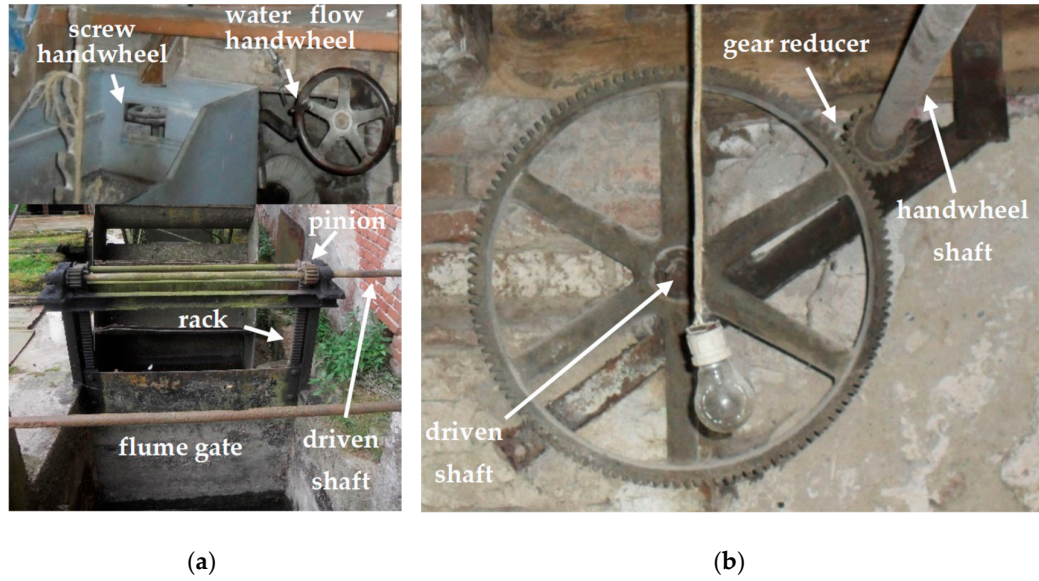 screw
handwheel
water flow
handwheel
pinion
rack
flume gate
driven
shaft
(a)
gear reducer
handwheel
shaft
driven
shaft
(b)